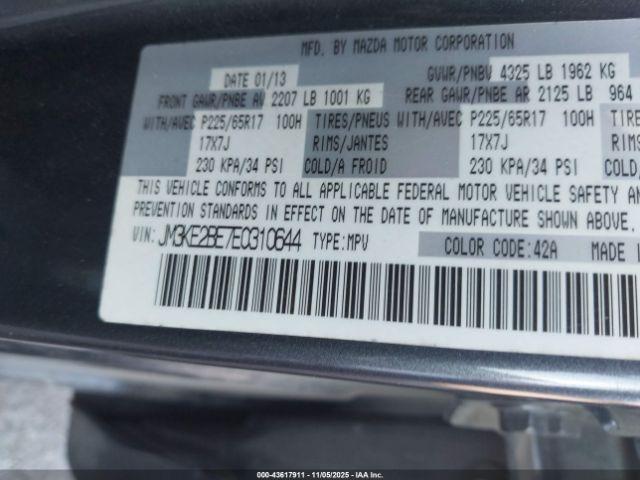 MFD. BY MAZDA MOTOR CORPORATION
DATE 01/13 GVWR/PNBV 4325 LB 1962 KG
FRONT GAWR/PNBE AV 2207 LB 1001 KG REAR GAWR/PNBE AR 2125 LB 964
WITH/AVEC P225/65R17 100H TIRES/PNEUS WITH/AVEC P225/65R17 100H TIRE
17X7J RIMS/JANTES 17X7J RIMS
230 KPA/34 PSI COLD/A FROID 230 KPA/34 PSI COLD/
THIS VEHICLE CONFORMS TO ALL APPLICABLE FEDERAL MOTOR VEHICLE SAFETY AN
PREVENTION STANDARDS IN EFFECT ON THE DATE OF MANUFACTURE SHOWN ABOVE.
VIN: JM3KE2BE7E0310644 TYPE:MPV COLOR CODE:42A MADE I
000-43617911 - 11/05/2025 - IAA Inc.